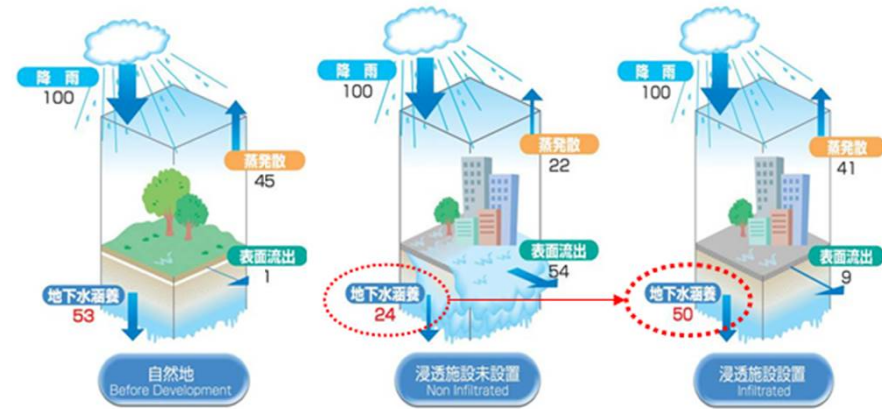 降 雨
100
蒸発散
45
表面流出
1
地下水涵養
53
自然地
Before Development
降 雨
100
蒸発散
22
表面流出
54
地下水涵養
24
浸透施設未設置
Non Infiltrated
降 雨
100
蒸発散
41
表面流出
9
地下水涵養
50
浸透施設設置
Infiltrated